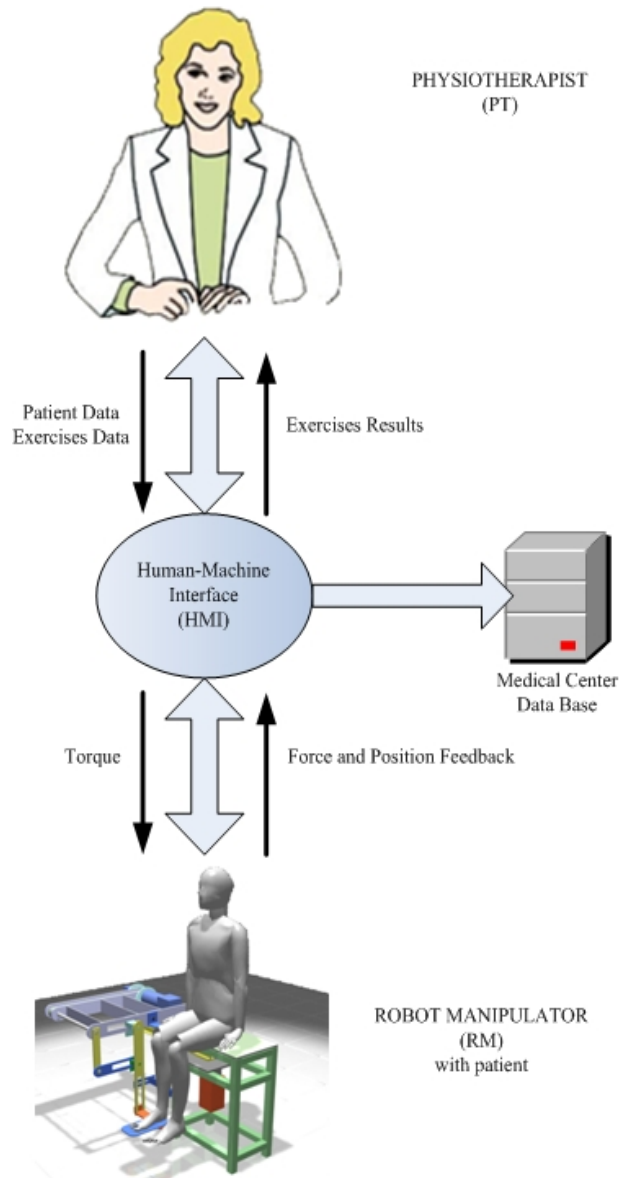 PHYSIOTHERAPIST
(PT)
Patient Data
Exercises Data
Exercises Results
Human-Machine
Interface
(HMI)
Medical Center
Data Base
Torque
Force and Position Feedback
ROBOT MANIPULATOR
(RM)
with patient